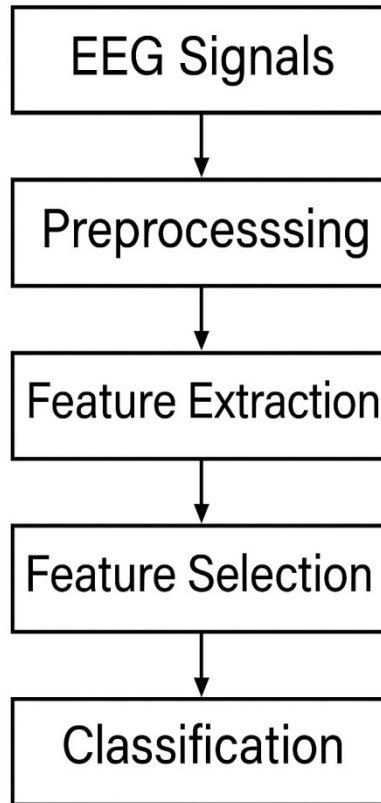 EEG Signals
Preprocesssing
Feature Extraction
Feature Selection
Classification